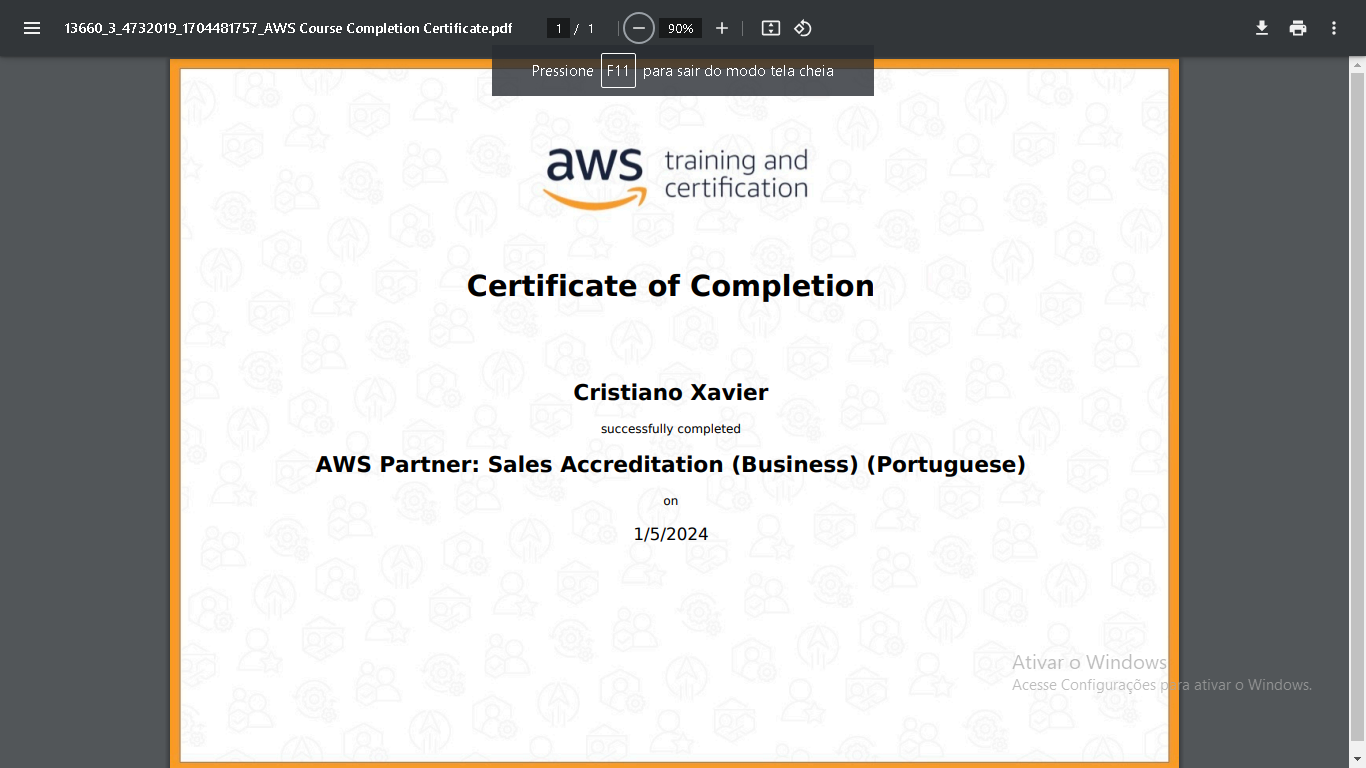 13660_3_4732019_1704481757_AWS Course Completion Certificate.pdf
1 / 1
90%
Pressione F11 para sair do modo tela cheia
aws training and certification
Certificate of Completion
Cristiano Xavier
successfully completed
AWS Partner: Sales Accreditation (Business) (Portuguese)
on
1/5/2024
Ativar o Windows
Acesse Configurações para ativar o Windows.